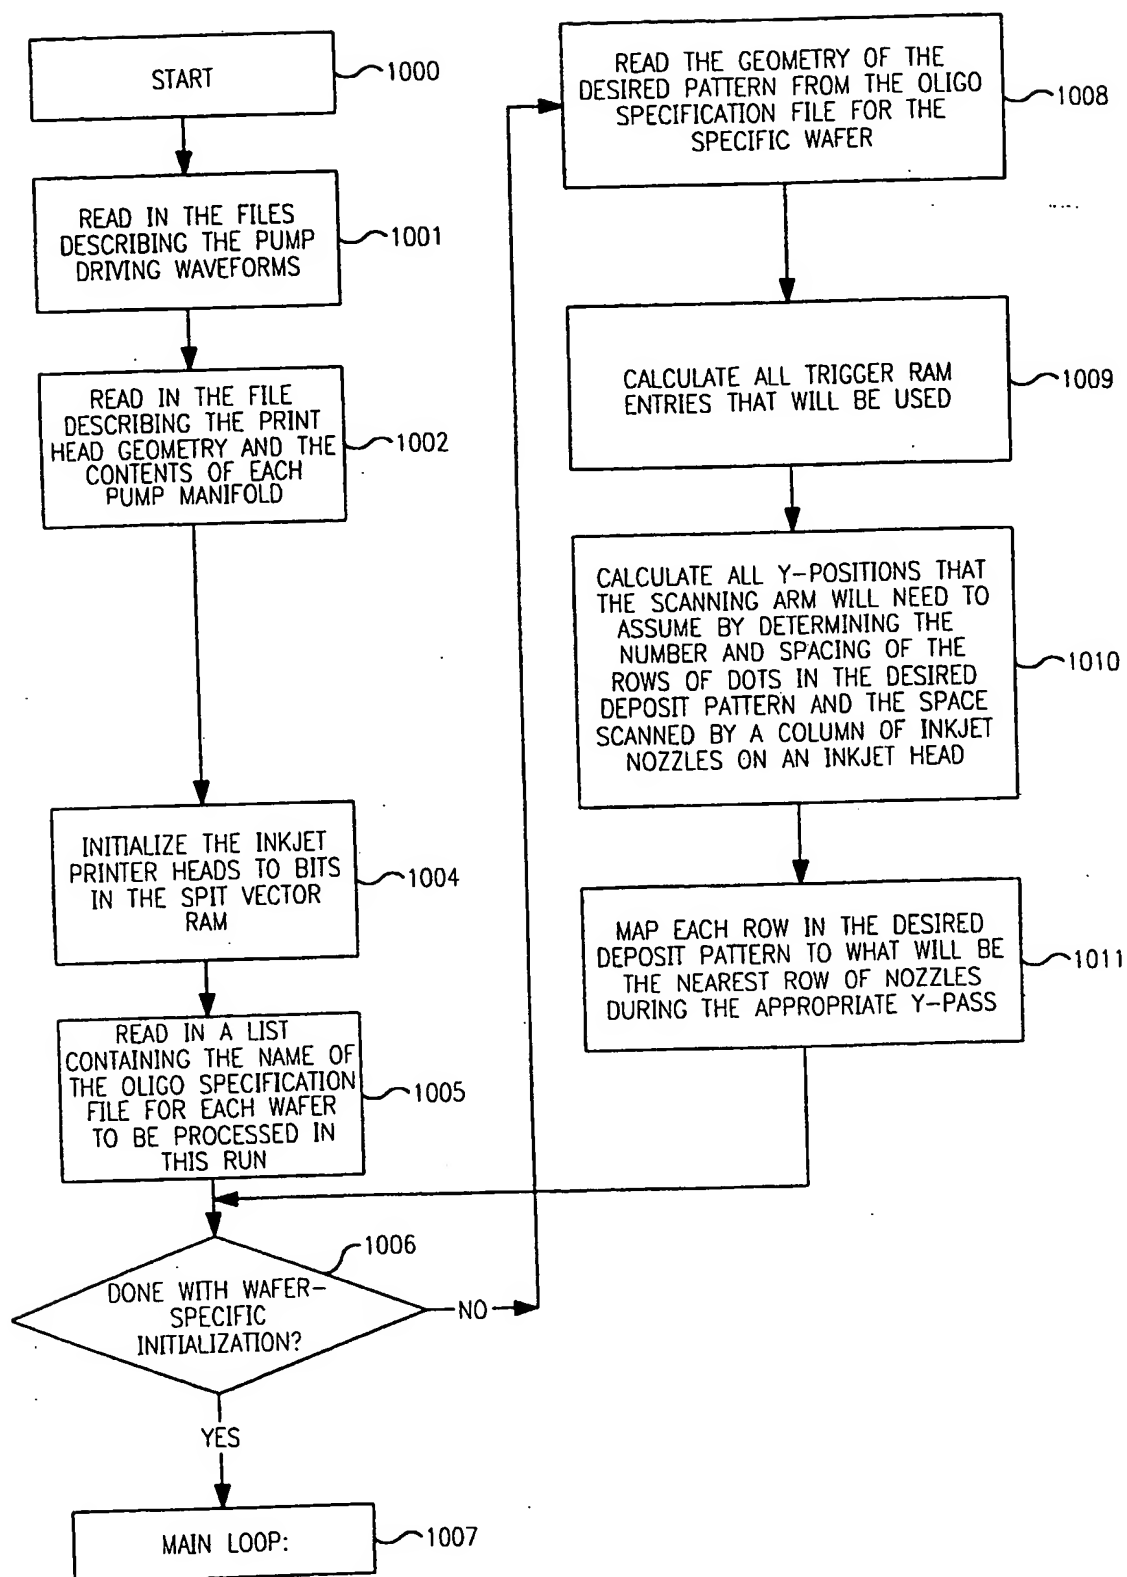 START
1000
READ IN THE FILES
DESCRIBING THE PUMP
DRIVING WAVEFORMS
1001
READ IN THE FILE
DESCRIBING THE PRINT
HEAD GEOMETRY AND THE
CONTENTS OF EACH
PUMP MANIFOLD
1002
INITIALIZE THE INKJET
PRINTER HEADS TO BITS
IN THE SPIT VECTOR
RAM
1004
READ IN A LIST
CONTAINING THE NAME OF
THE OLIGO SPECIFICATION
FILE FOR EACH WAFER
TO BE PROCESSED IN
THIS RUN
1005
DONE WITH WAFER-
SPECIFIC
INITIALIZATION?
1006
NO
YES
MAIN LOOP:
1007
READ THE GEOMETRY OF THE
DESIRED PATTERN FROM THE OLIGO
SPECIFICATION FILE FOR THE
SPECIFIC WAFER
1008
CALCULATE ALL TRIGGER RAM
ENTRIES THAT WILL BE USED
1009
CALCULATE ALL Y-POSITIONS THAT
THE SCANNING ARM WILL NEED TO
ASSUME BY DETERMINING THE
NUMBER AND SPACING OF THE
ROWS OF DOTS IN THE DESIRED
DEPOSIT PATTERN AND THE SPACE
SCANNED BY A COLUMN OF INKJET
NOZZLES ON AN INKJET HEAD
1010
MAP EACH ROW IN THE DESIRED
DEPOSIT PATTERN TO WHAT WILL BE
THE NEAREST ROW OF NOZZLES
DURING THE APPROPRIATE Y-PASS
1011